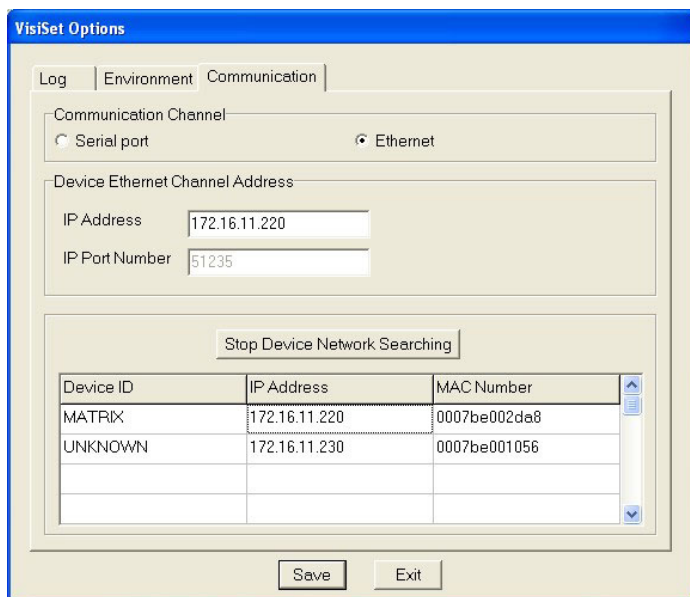 VisiSet Options
Log Environment Communication
Communication Channel
Serial port Ethernet
Device Ethernet Channel Address
IP Address 172.16.11.220
IP Port Number 51235
Stop Device Network Searching
Device ID IP Address MAC Number
MATRIX 172.16.11.220 0007be002da8
UNKNOWN 172.16.11.230 0007be001056
Save Exit